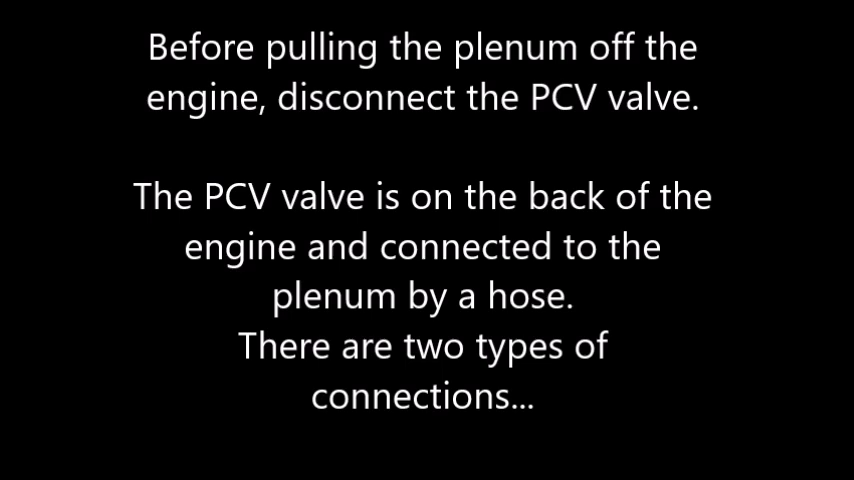 Before pulling the plenum off the
engine, disconnect the PCV valve.
The PCV valve is on the back of the
engine and connected to the
plenum by a hose.
There are two types of
connections...